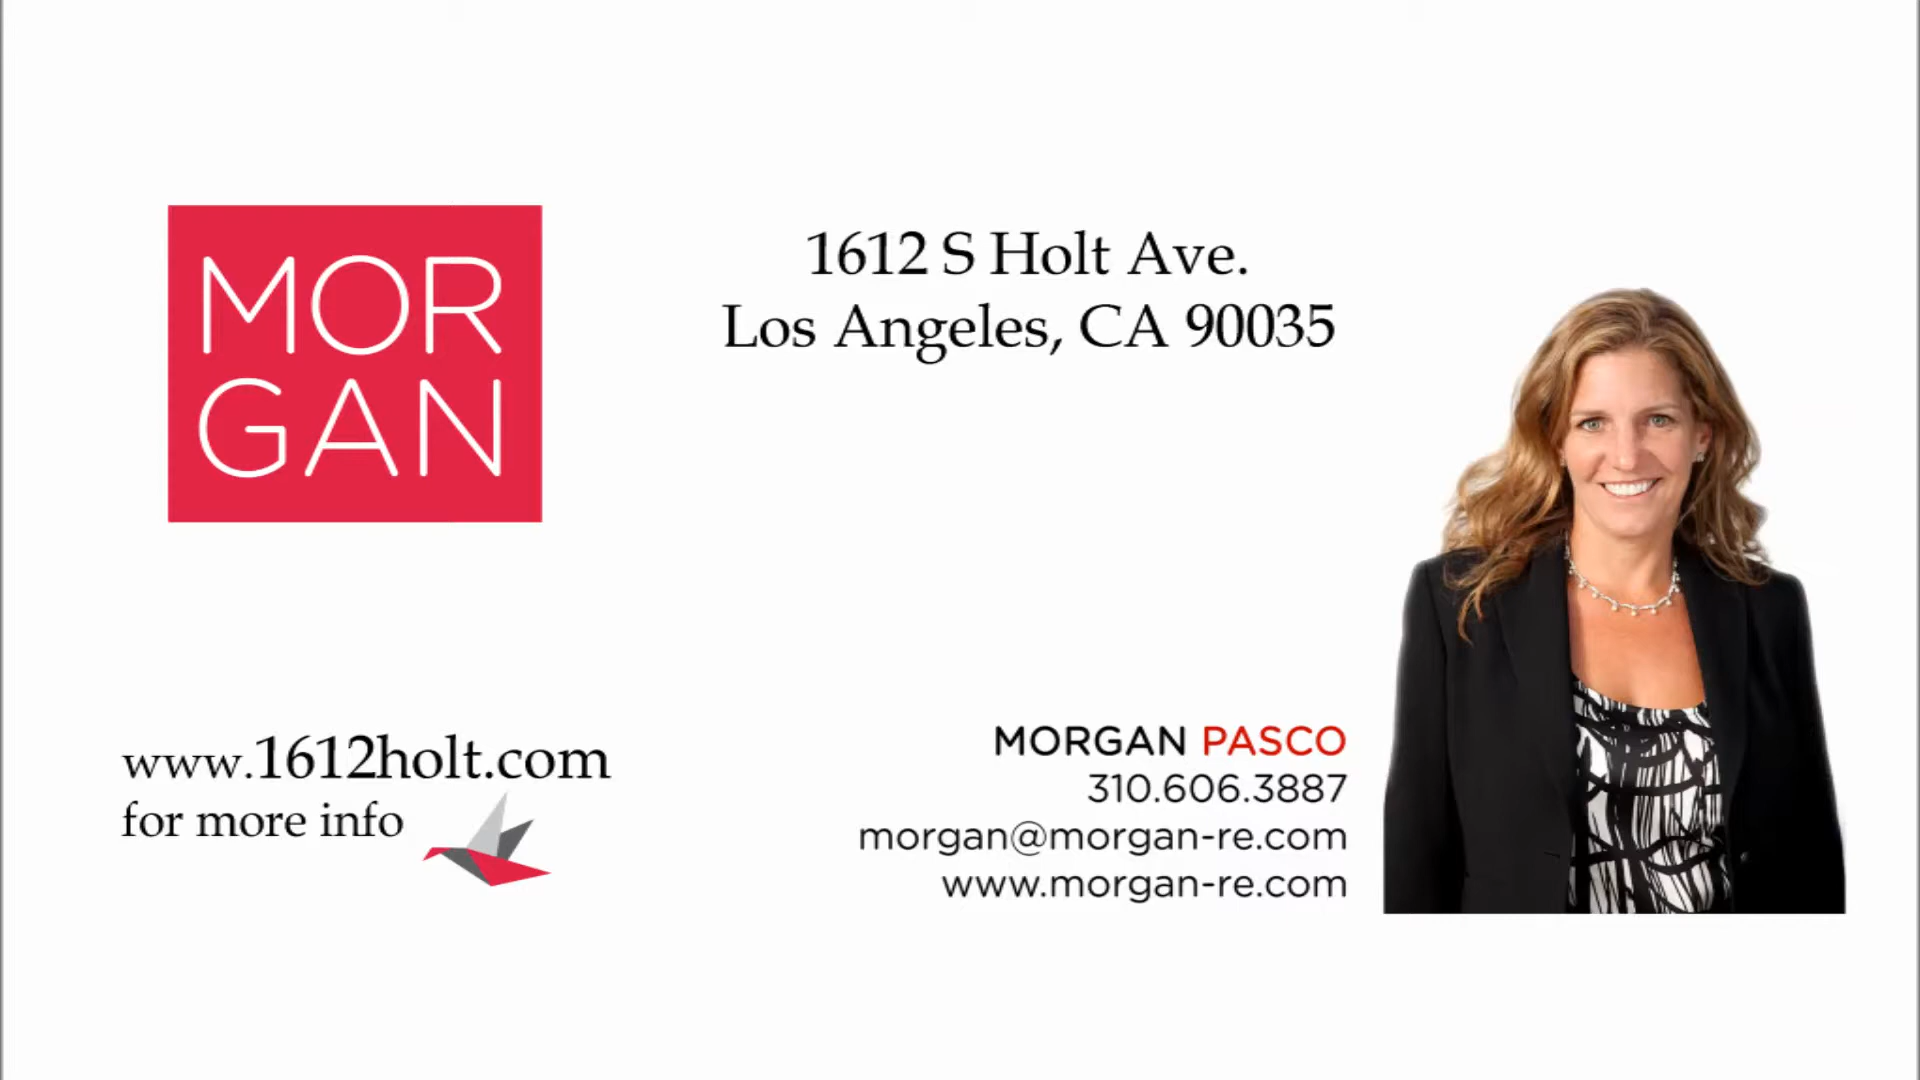 MOR
GAN
1612 S Holt Ave.
Los Angeles, CA 90035
www.1612holt.com
for more info
MORGAN PASCO
310.606.3887
morgan@morgan-re.com
www.morgan-re.com